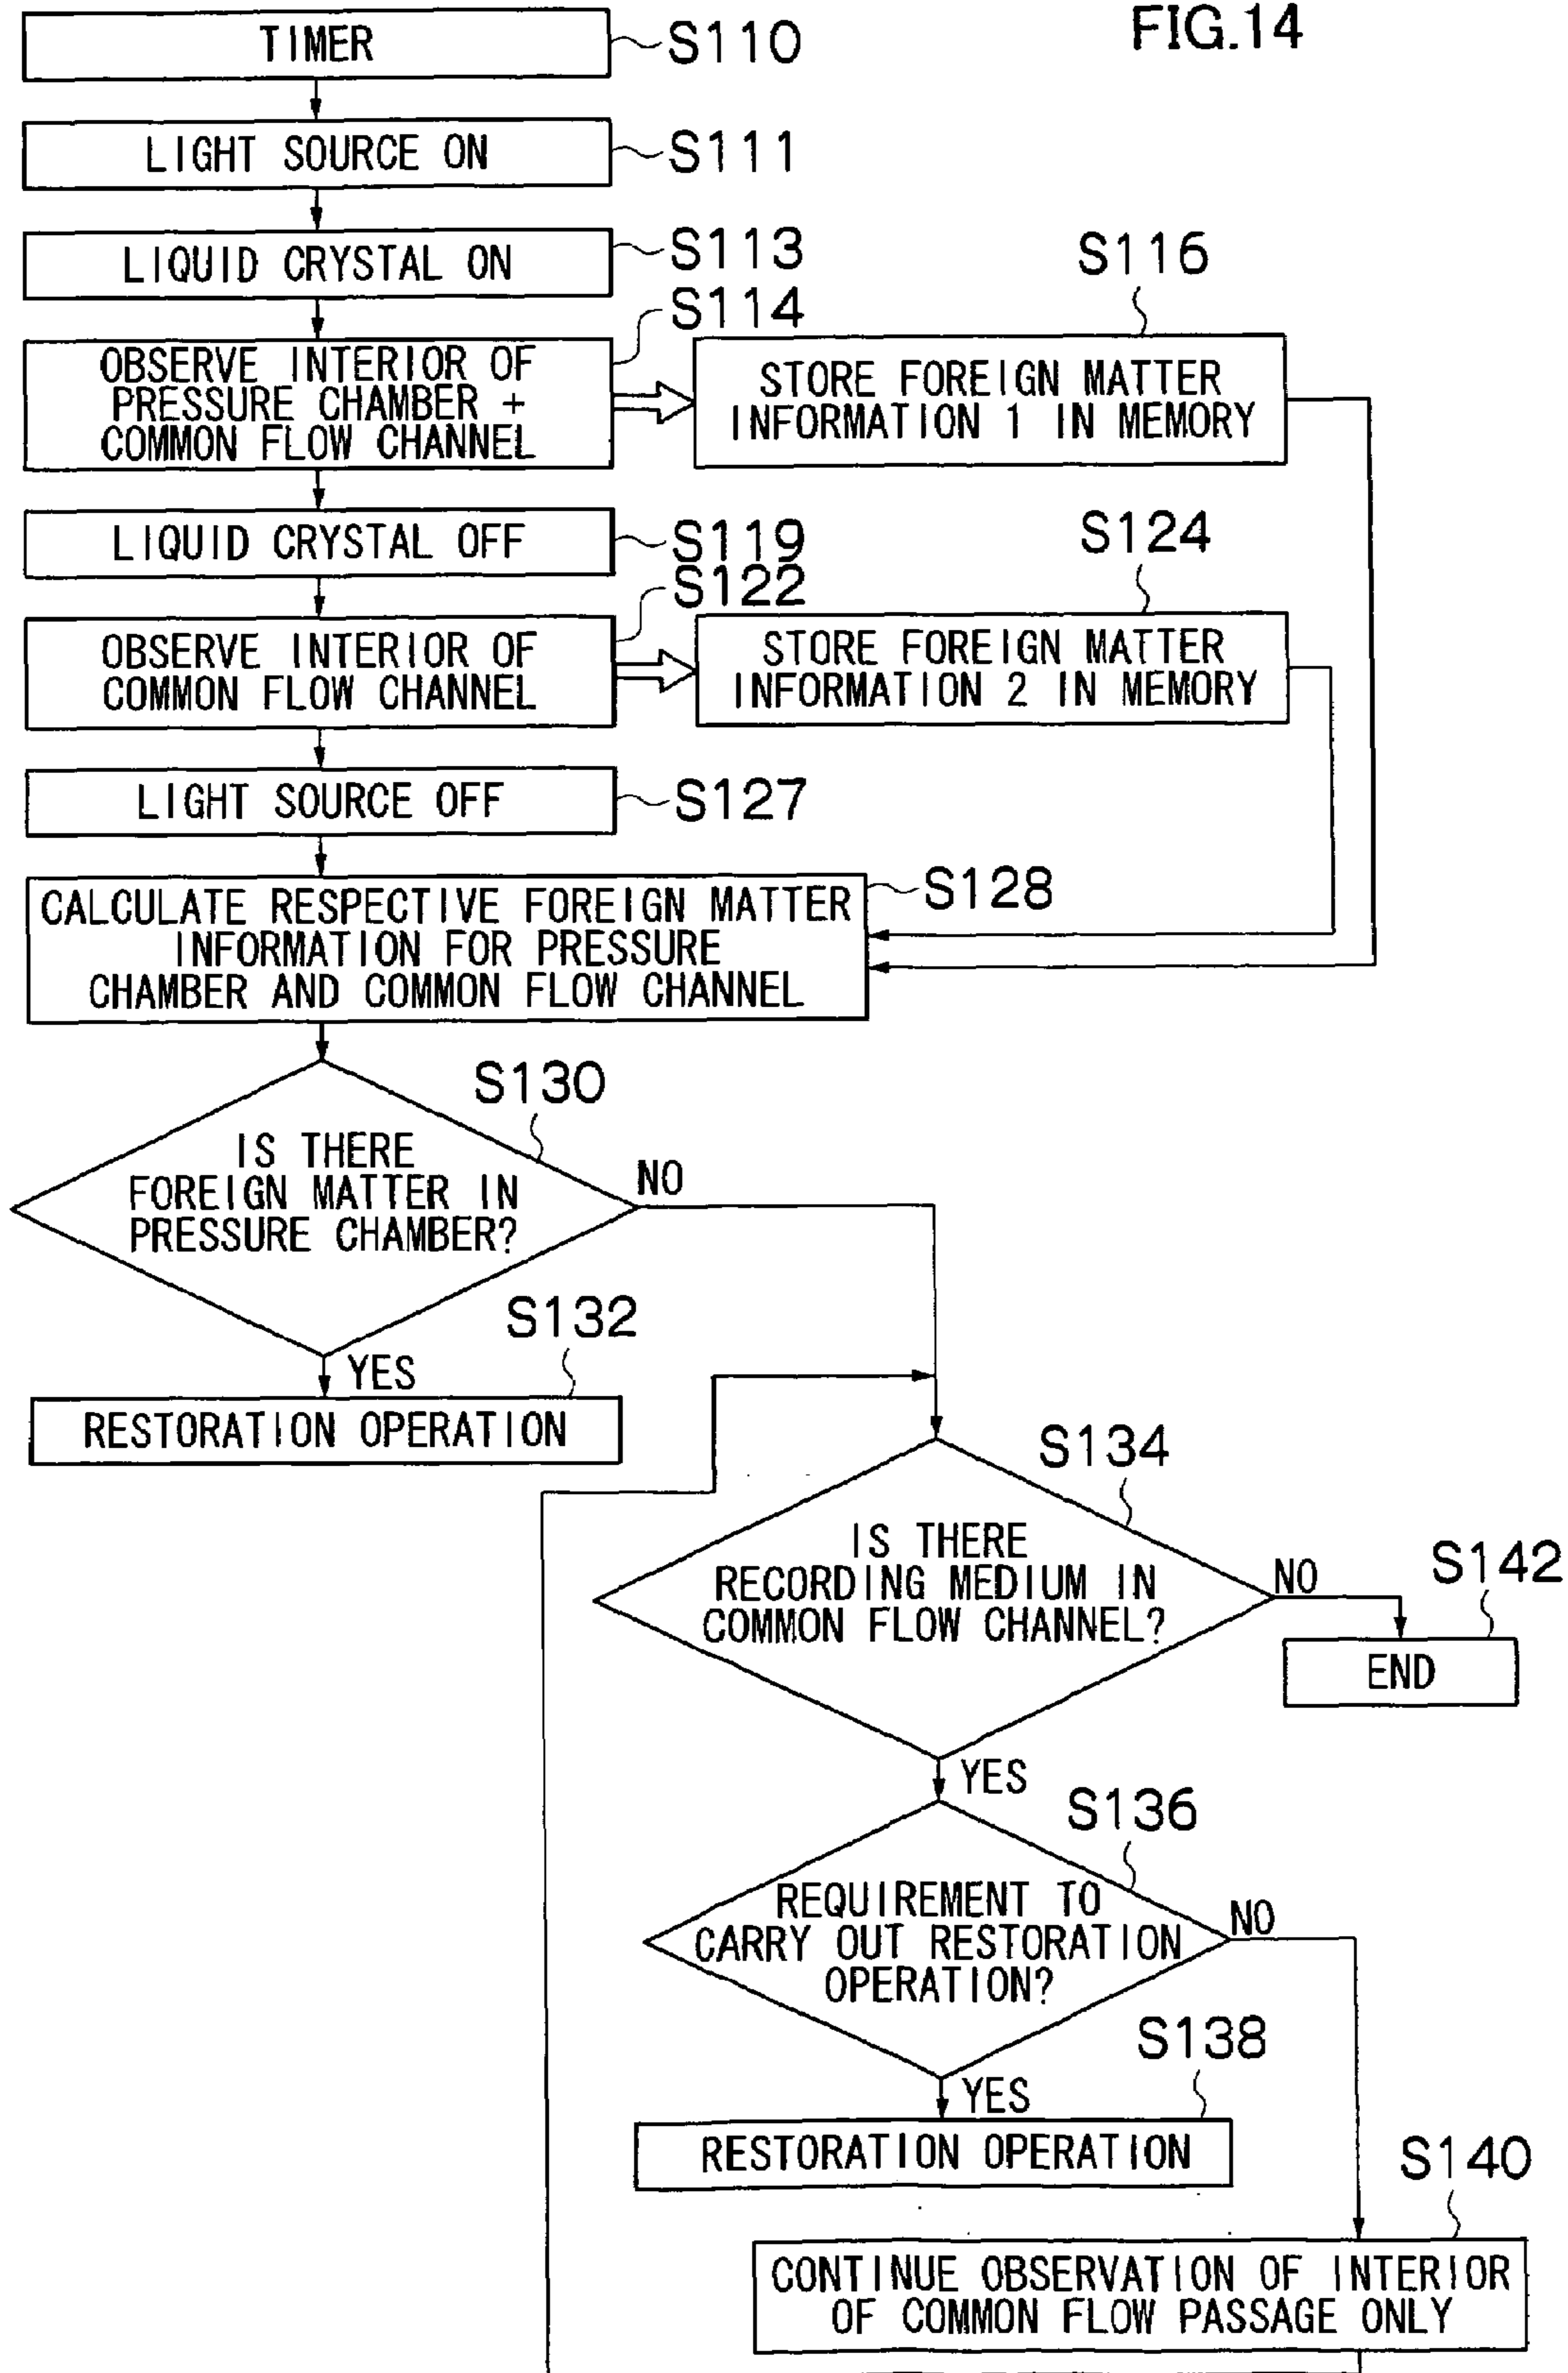 FIG.14
TIMER
S110
LIGHT SOURCE ON
S111
LIQUID CRYSTAL ON
S113
S114
OBSERVE INTERIOR OF
PRESSURE CHAMBER +
COMMON FLOW CHANNEL
S116
STORE FOREIGN MATTER
INFORMATION 1 IN MEMORY
LIQUID CRYSTAL OFF
S119
S122
OBSERVE INTERIOR OF
COMMON FLOW CHANNEL
S124
STORE FOREIGN MATTER
INFORMATION 2 IN MEMORY
LIGHT SOURCE OFF
S127
CALCULATE RESPECTIVE FOREIGN MATTER
INFORMATION FOR PRESSURE
CHAMBER AND COMMON FLOW CHANNEL
S128
S130
IS THERE
FOREIGN MATTER IN
PRESSURE CHAMBER?
NO
YES
S132
RESTORATION OPERATION
S134
IS THERE
RECORDING MEDIUM IN
COMMON FLOW CHANNEL?
NO
S142
END
YES
S136
REQUIREMENT TO
CARRY OUT RESTORATION
OPERATION?
NO
YES
S138
RESTORATION OPERATION
S140
CONTINUE OBSERVATION OF INTERIOR
OF COMMON FLOW PASSAGE ONLY